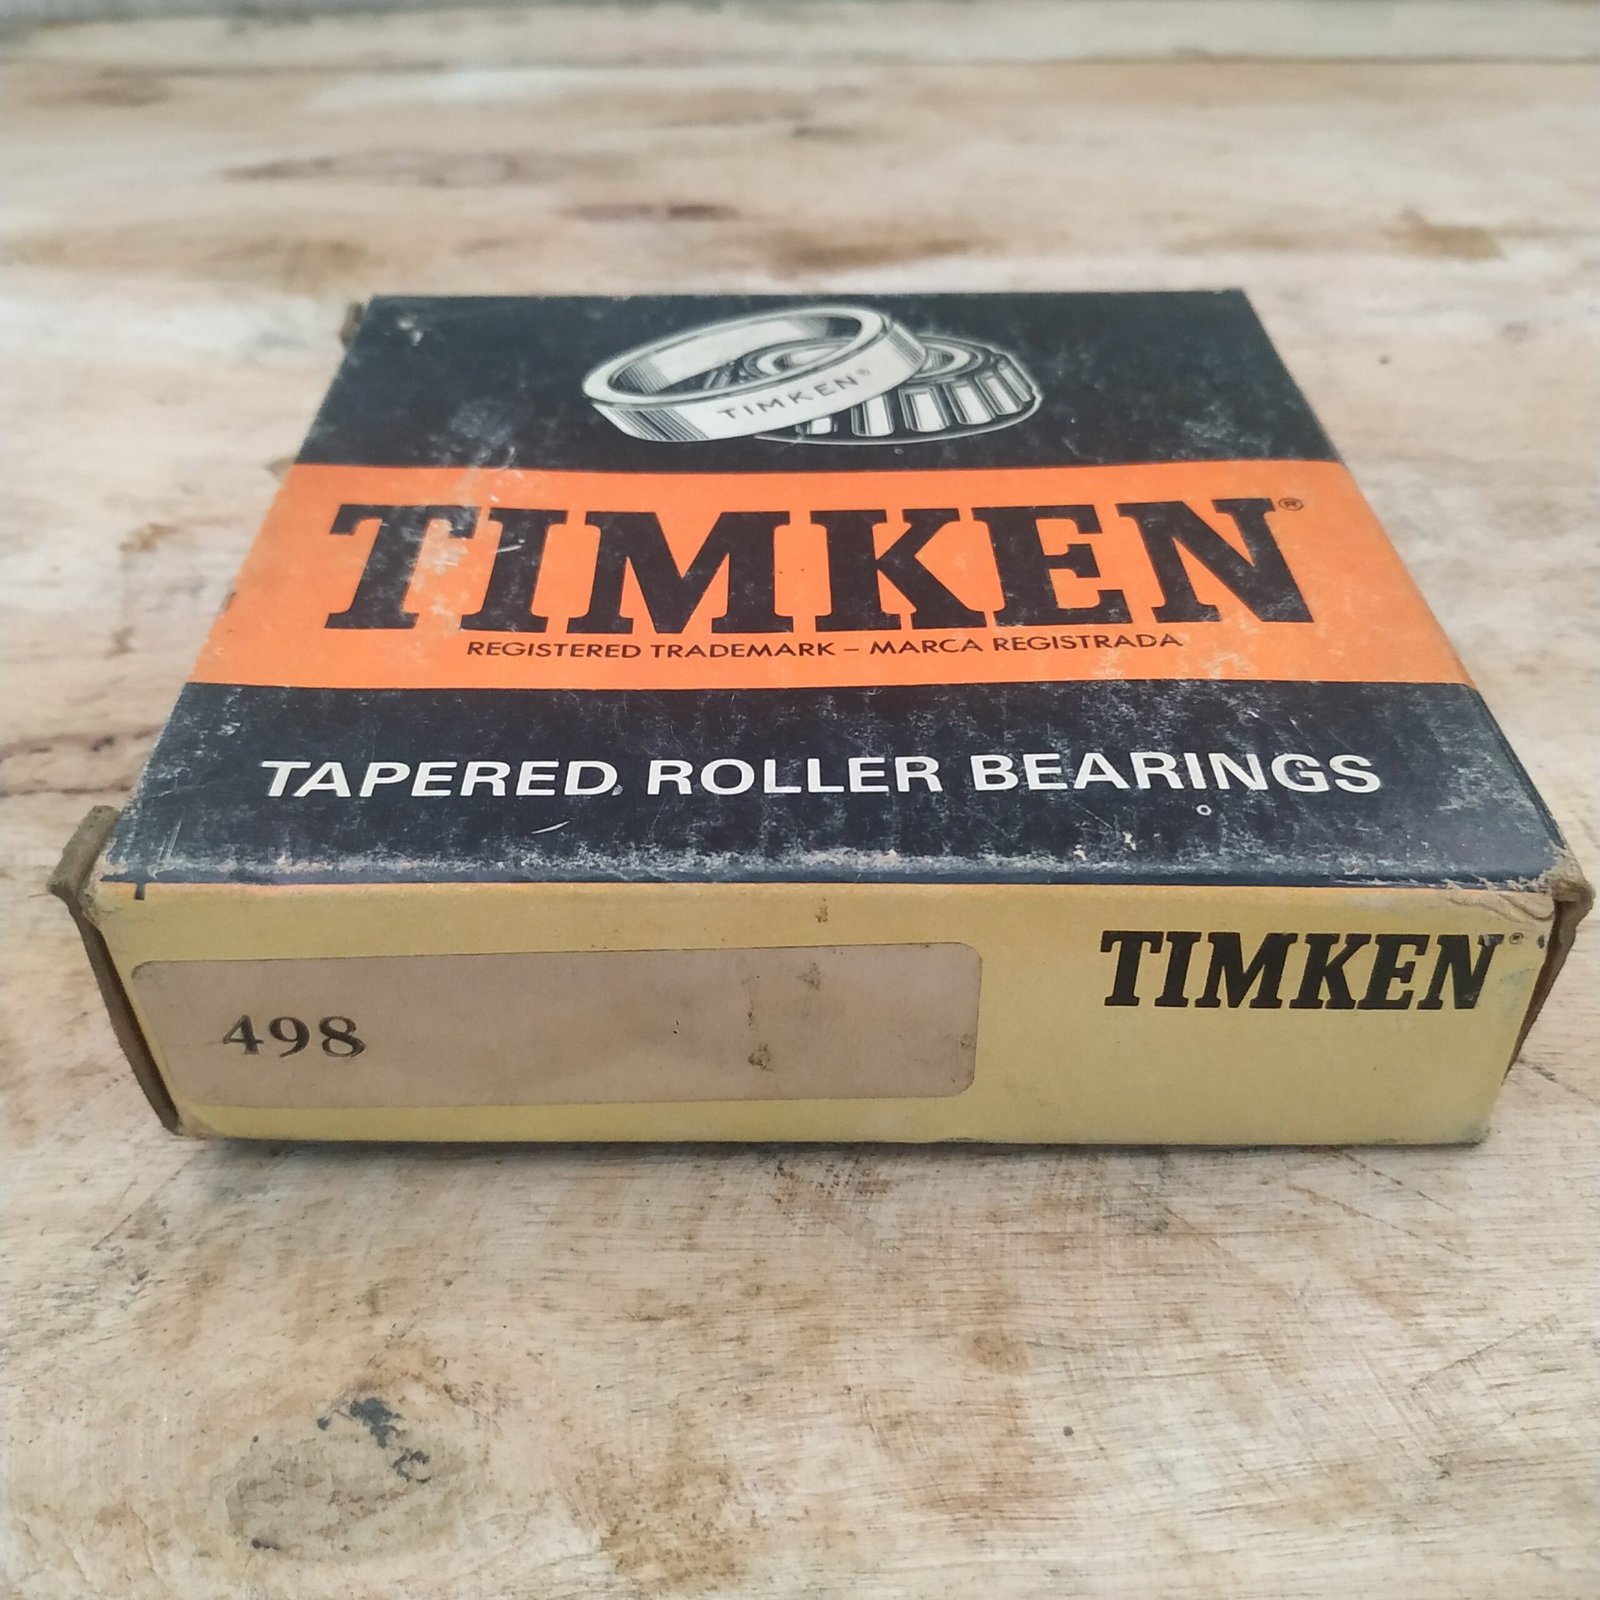 TIMKEN®
TIMKEN®
REGISTERED TRADEMARK – MARCA REGISTRADA
TAPERED ROLLER BEARINGS
TIMKEN®
498